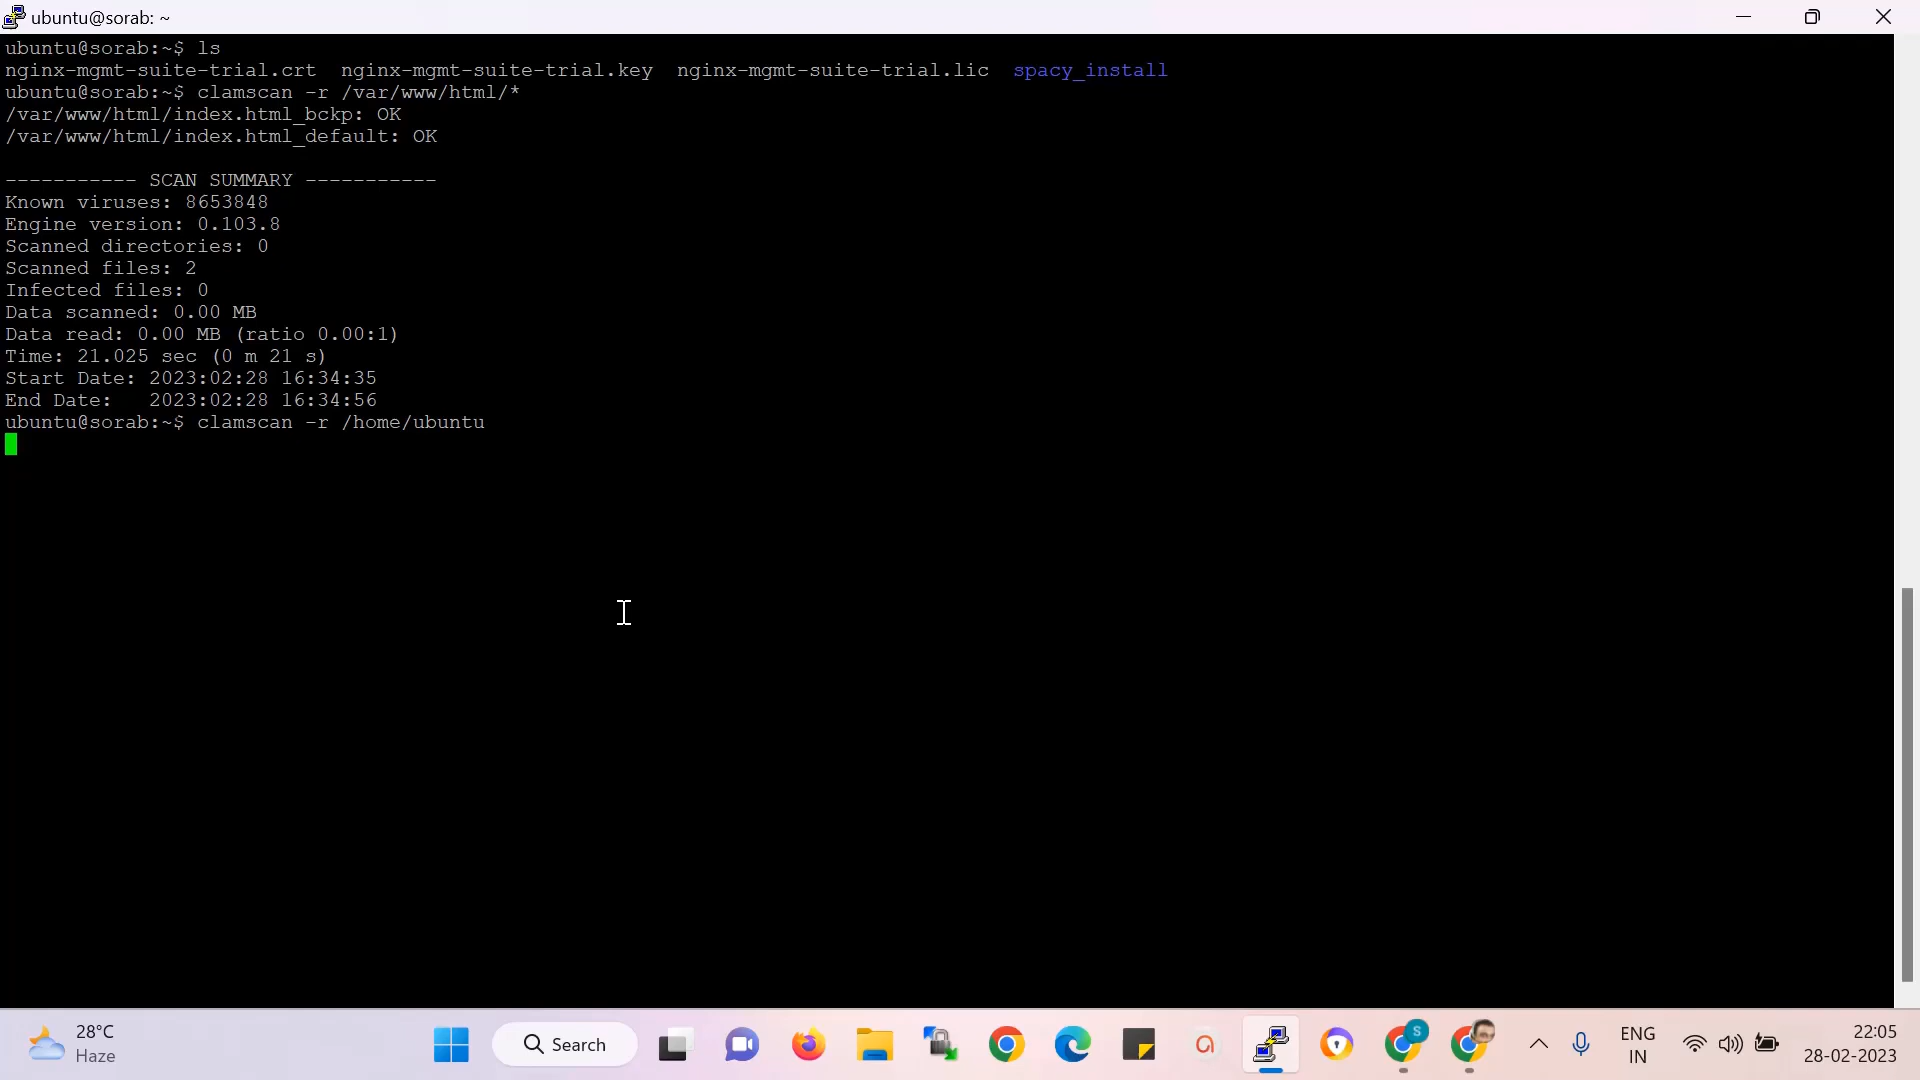 ubuntu@sorab: ~
ubuntu@sorab:~$ ls
nginx-mgmt-suite-trial.crt  nginx-mgmt-suite-trial.key  nginx-mgmt-suite-trial.lic  spacy_install
ubuntu@sorab:~$ clamscan -r /var/www/html/*
/var/www/html/index.html_bckp: OK
/var/www/html/index.html_default: OK
----------- SCAN SUMMARY -----------
Known viruses: 8653848
Engine version: 0.103.8
Scanned directories: 0
Scanned files: 2
Infected files: 0
Data scanned: 0.00 MB
Data read: 0.00 MB (ratio 0.00:1)
Time: 21.025 sec (0 m 21 s)
Start Date: 2023:02:28 16:34:35
End Date:   2023:02:28 16:34:56
ubuntu@sorab:~$ clamscan -r /home/ubuntu
28°C
Haze
Search
S
ENG
IN
22:05
28-02-2023